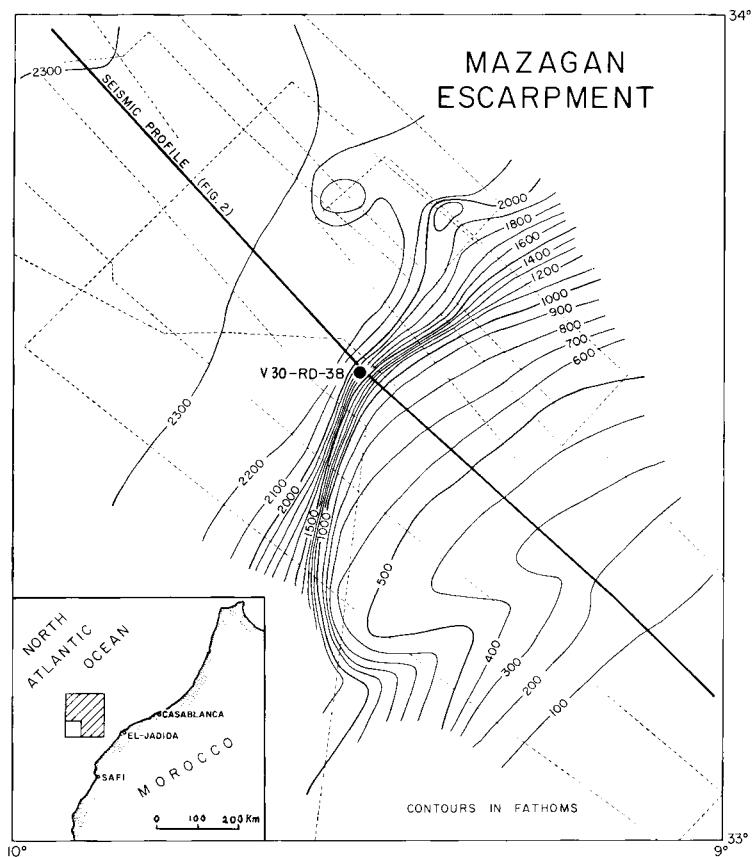 34°
MAZAGAN
ESCARPMENT
2300
SEISMIC PROFILE (FIG. 2)
2000
1800
1600
1400
1200
1000
900
800
700
600
V30-RD-38
2300
2200
2100
2000
1500
1000
500
400
300
200
100
NORTH
ATLANTIC
OCEAN
CASABLANCA
EL-JADIDA
MOROCCO
SAFI
0 100 200 Km
CONTOURS IN FATHOMS
33°
10°
9°